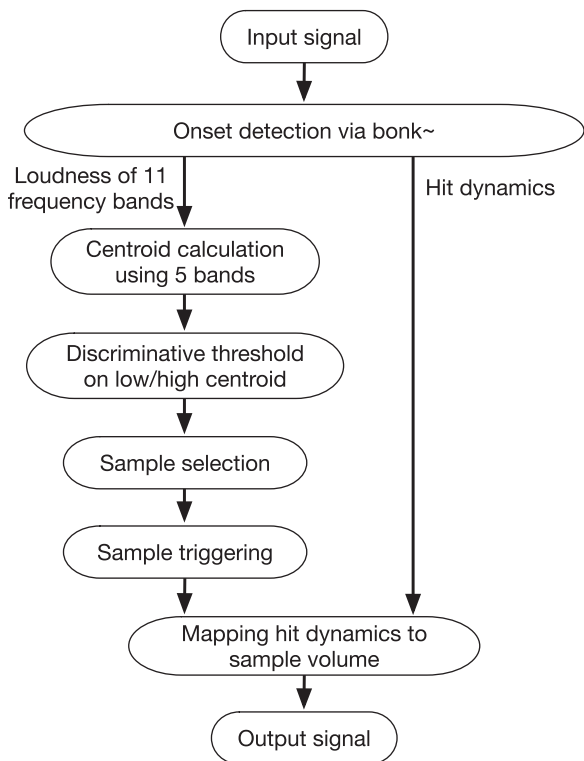 Input signal
Onset detection via bonk~
Loudness of 11
frequency bands
Hit dynamics
Centroid calculation
using 5 bands
Discriminative threshold
on low/high centroid
Sample selection
Sample triggering
Mapping hit dynamics to
sample volume
Output signal